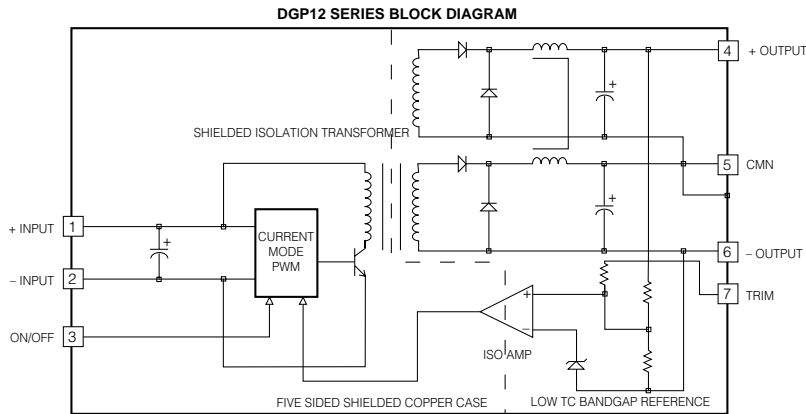 DGP12 SERIES BLOCK DIAGRAM
4 + OUTPUT
SHIELDED ISOLATION TRANSFORMER
5 CMN
+ INPUT 1
CURRENT
MODE
PWM
6 – OUTPUT
– INPUT 2
7 TRIM
ON/OFF 3
ISO AMP
FIVE SIDED SHIELDED COPPER CASE
LOW TC BANDGAP REFERENCE
+
+
+
+
–